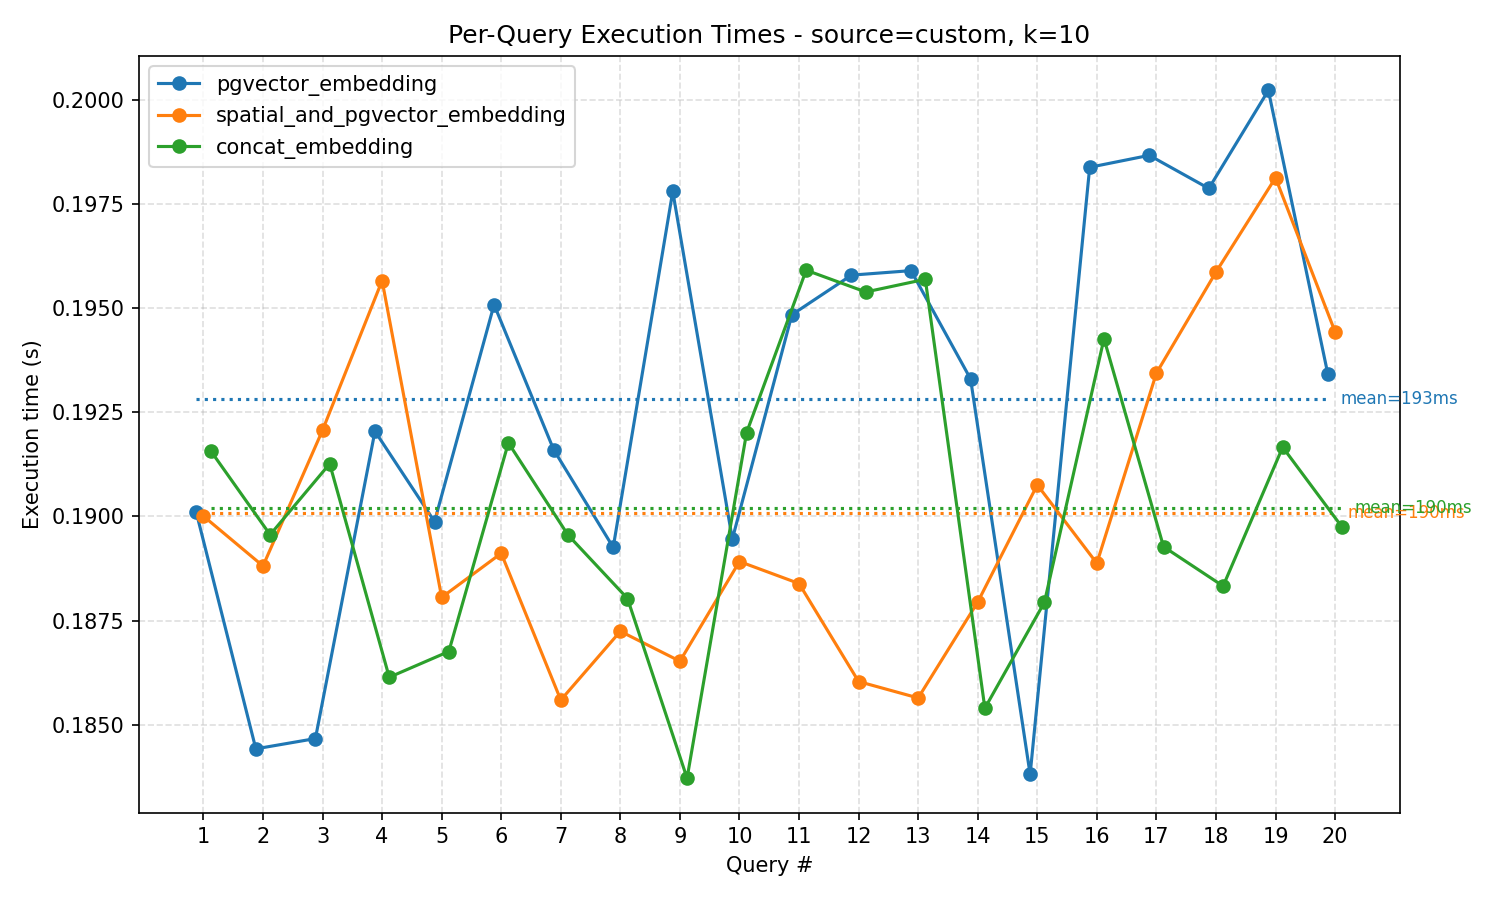 Per-Query Execution Times - source=custom, k=10
pgvector_embedding
spatial_and_pgvector_embedding
concat_embedding
Execution time (s)
0.2000
0.1975
0.1950
0.1925
0.1900
0.1875
0.1850
mean=193ms
mean=190ms
mean=190ms
1 2 3 4 5 6 7 8 9 10 11 12 13 14 15 16 17 18 19 20
Query #